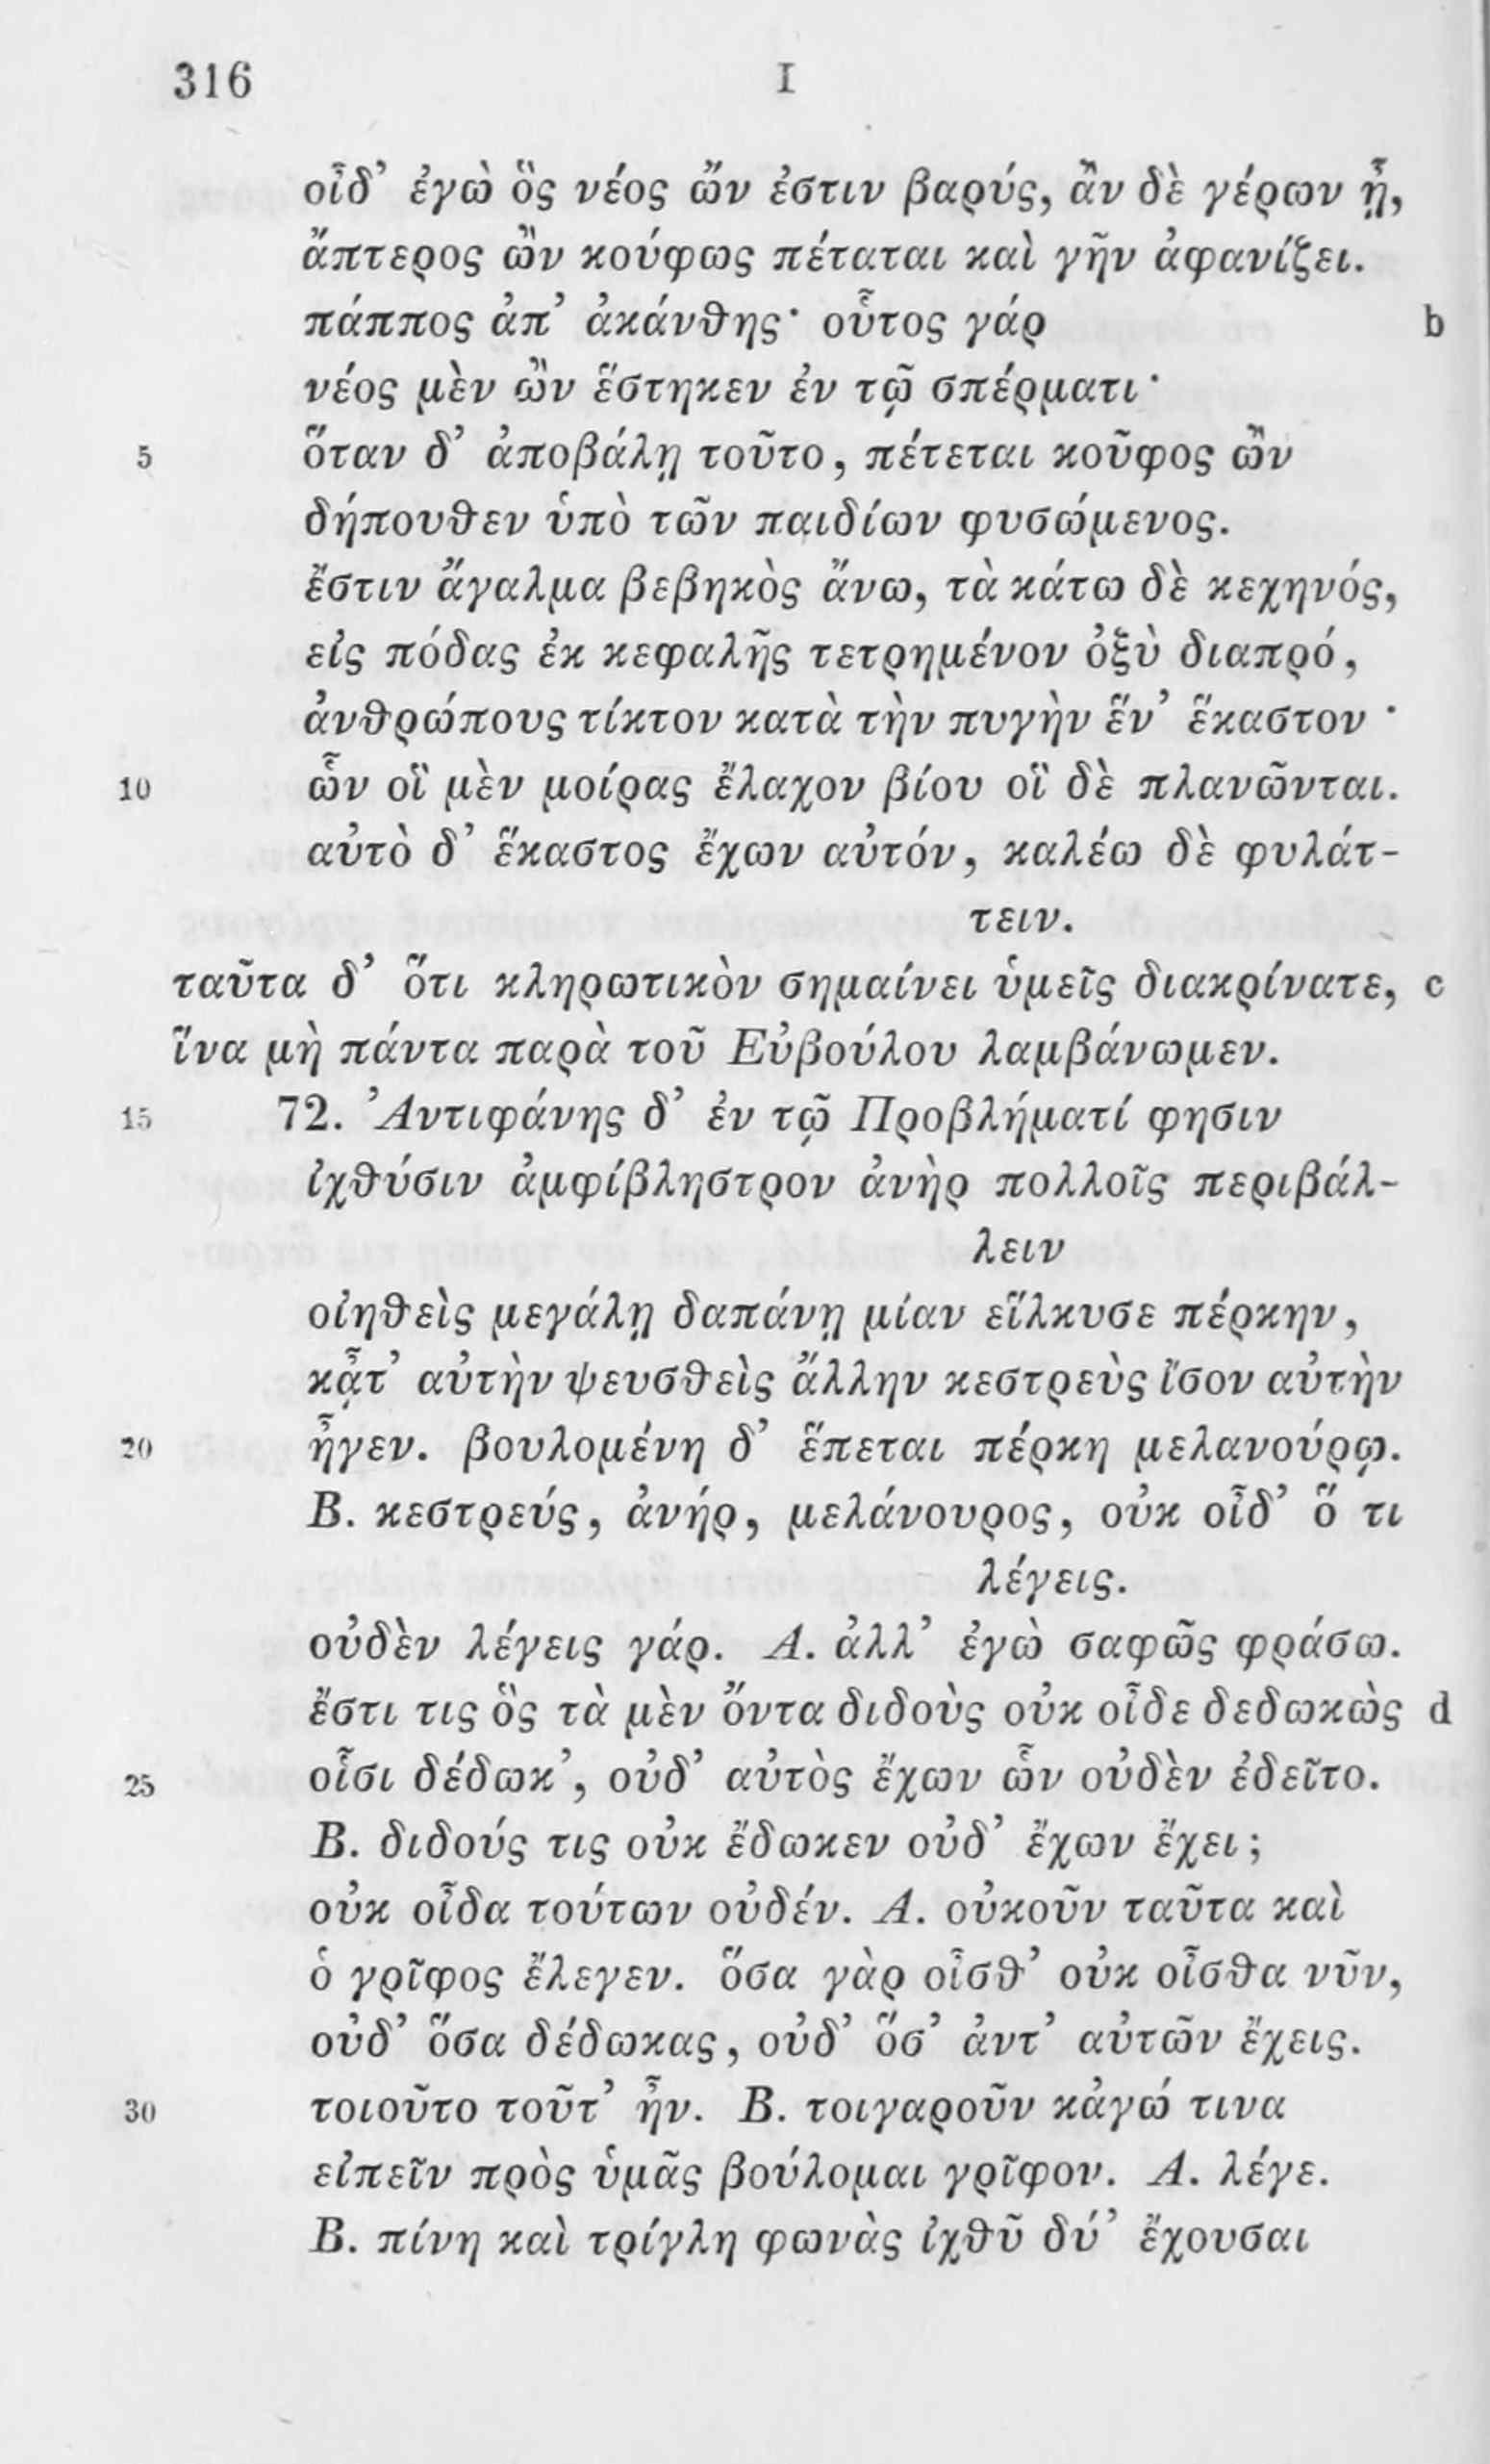 316 I
οἶδ’ ἐγὼ ὃς νέος ὤν ἐστιν βαρύς, ἂν δὲ γέρων ᾖ,
ἄπτερος ὢν κούφως πέταται καὶ γῆν ἀφανίζει.
πάππος ἀπ’ ἀκάνθης· οὗτος γάρ b
νέος μὲν ὢν ἕστηκεν ἐν τῷ σπέρματι·
5 ὅταν δ’ ἀποβάλῃ τοῦτο, πέτεται κοῦφος ὢν
δήπουθεν ὑπὸ τῶν παιδίων φυσώμενος.
ἔστιν ἄγαλμα βεβηκὸς ἄνω, τὰ κάτω δὲ κεχηνός,
εἰς πόδας ἐκ κεφαλῆς τετρημένον ὀξὺ διαπρό,
ἀνθρώπους τίκτον κατὰ τὴν πυγὴν ἕν’ ἕκαστον·
10 ὧν οἳ μὲν μοίρας ἔλαχον βίου οἳ δὲ πλανῶνται.
αὐτὸ δ’ ἕκαστος ἔχων αὐτόν, καλέω δὲ φυλάτ-
τειν.
ταῦτα δ’ ὅτι κληρωτικὸν σημαίνει ὑμεῖς διακρίνατε, c
ἵνα μὴ πάντα παρὰ τοῦ Εὐβούλου λαμβάνωμεν.
15 72. Ἀντιφάνης δ’ ἐν τῷ Προβλήματί φησιν
ἰχθύσιν ἀμφίβληστρον ἀνὴρ πολλοῖς περιβάλ-
λειν
οἰηθεὶς μεγάλῃ δαπάνῃ μίαν εἵλκυσε πέρκην,
κᾆτ’ αὐτὴν ψευσθεὶς ἄλλην κεστρεὺς ἴσον αὐτὴν
20 ἦγεν. βουλομένη δ’ ἕπεται πέρκη μελανούρῳ.
Β. κεστρεύς, ἀνήρ, μελάνουρος, οὐκ οἶδ’ ὅ τι
λέγεις.
οὐδὲν λέγεις γάρ. Α. ἀλλ’ ἐγὼ σαφῶς φράσω.
ἔστι τις ὃς τὰ μὲν ὄντα διδοὺς οὐκ οἶδε δεδωκὼς d
25 οἷσι δέδωκ’, οὐδ’ αὐτὸς ἔχων ὧν οὐδὲν ἐδεῖτο.
Β. διδούς τις οὐκ ἔδωκεν οὐδ’ ἔχων ἔχει;
οὐκ οἶδα τούτων οὐδέν. Α. οὐκοῦν ταῦτα καὶ
ὁ γρῖφος ἔλεγεν. ὅσα γὰρ οἶσθ’ οὐκ οἶσθα νῦν,
οὐδ’ ὅσα δέδωκας, οὐδ’ ὅσ’ ἀντ’ αὐτῶν ἔχεις.
30 τοιοῦτο τοῦτ’ ἦν. Β. τοιγαροῦν κἀγώ τινα
εἰπεῖν πρὸς ὑμᾶς βούλομαι γρῖφον. Α. λέγε.
Β. πίνη καὶ τρίγλη φωνὰς ἰχθῦ δύ’ ἔχουσαι